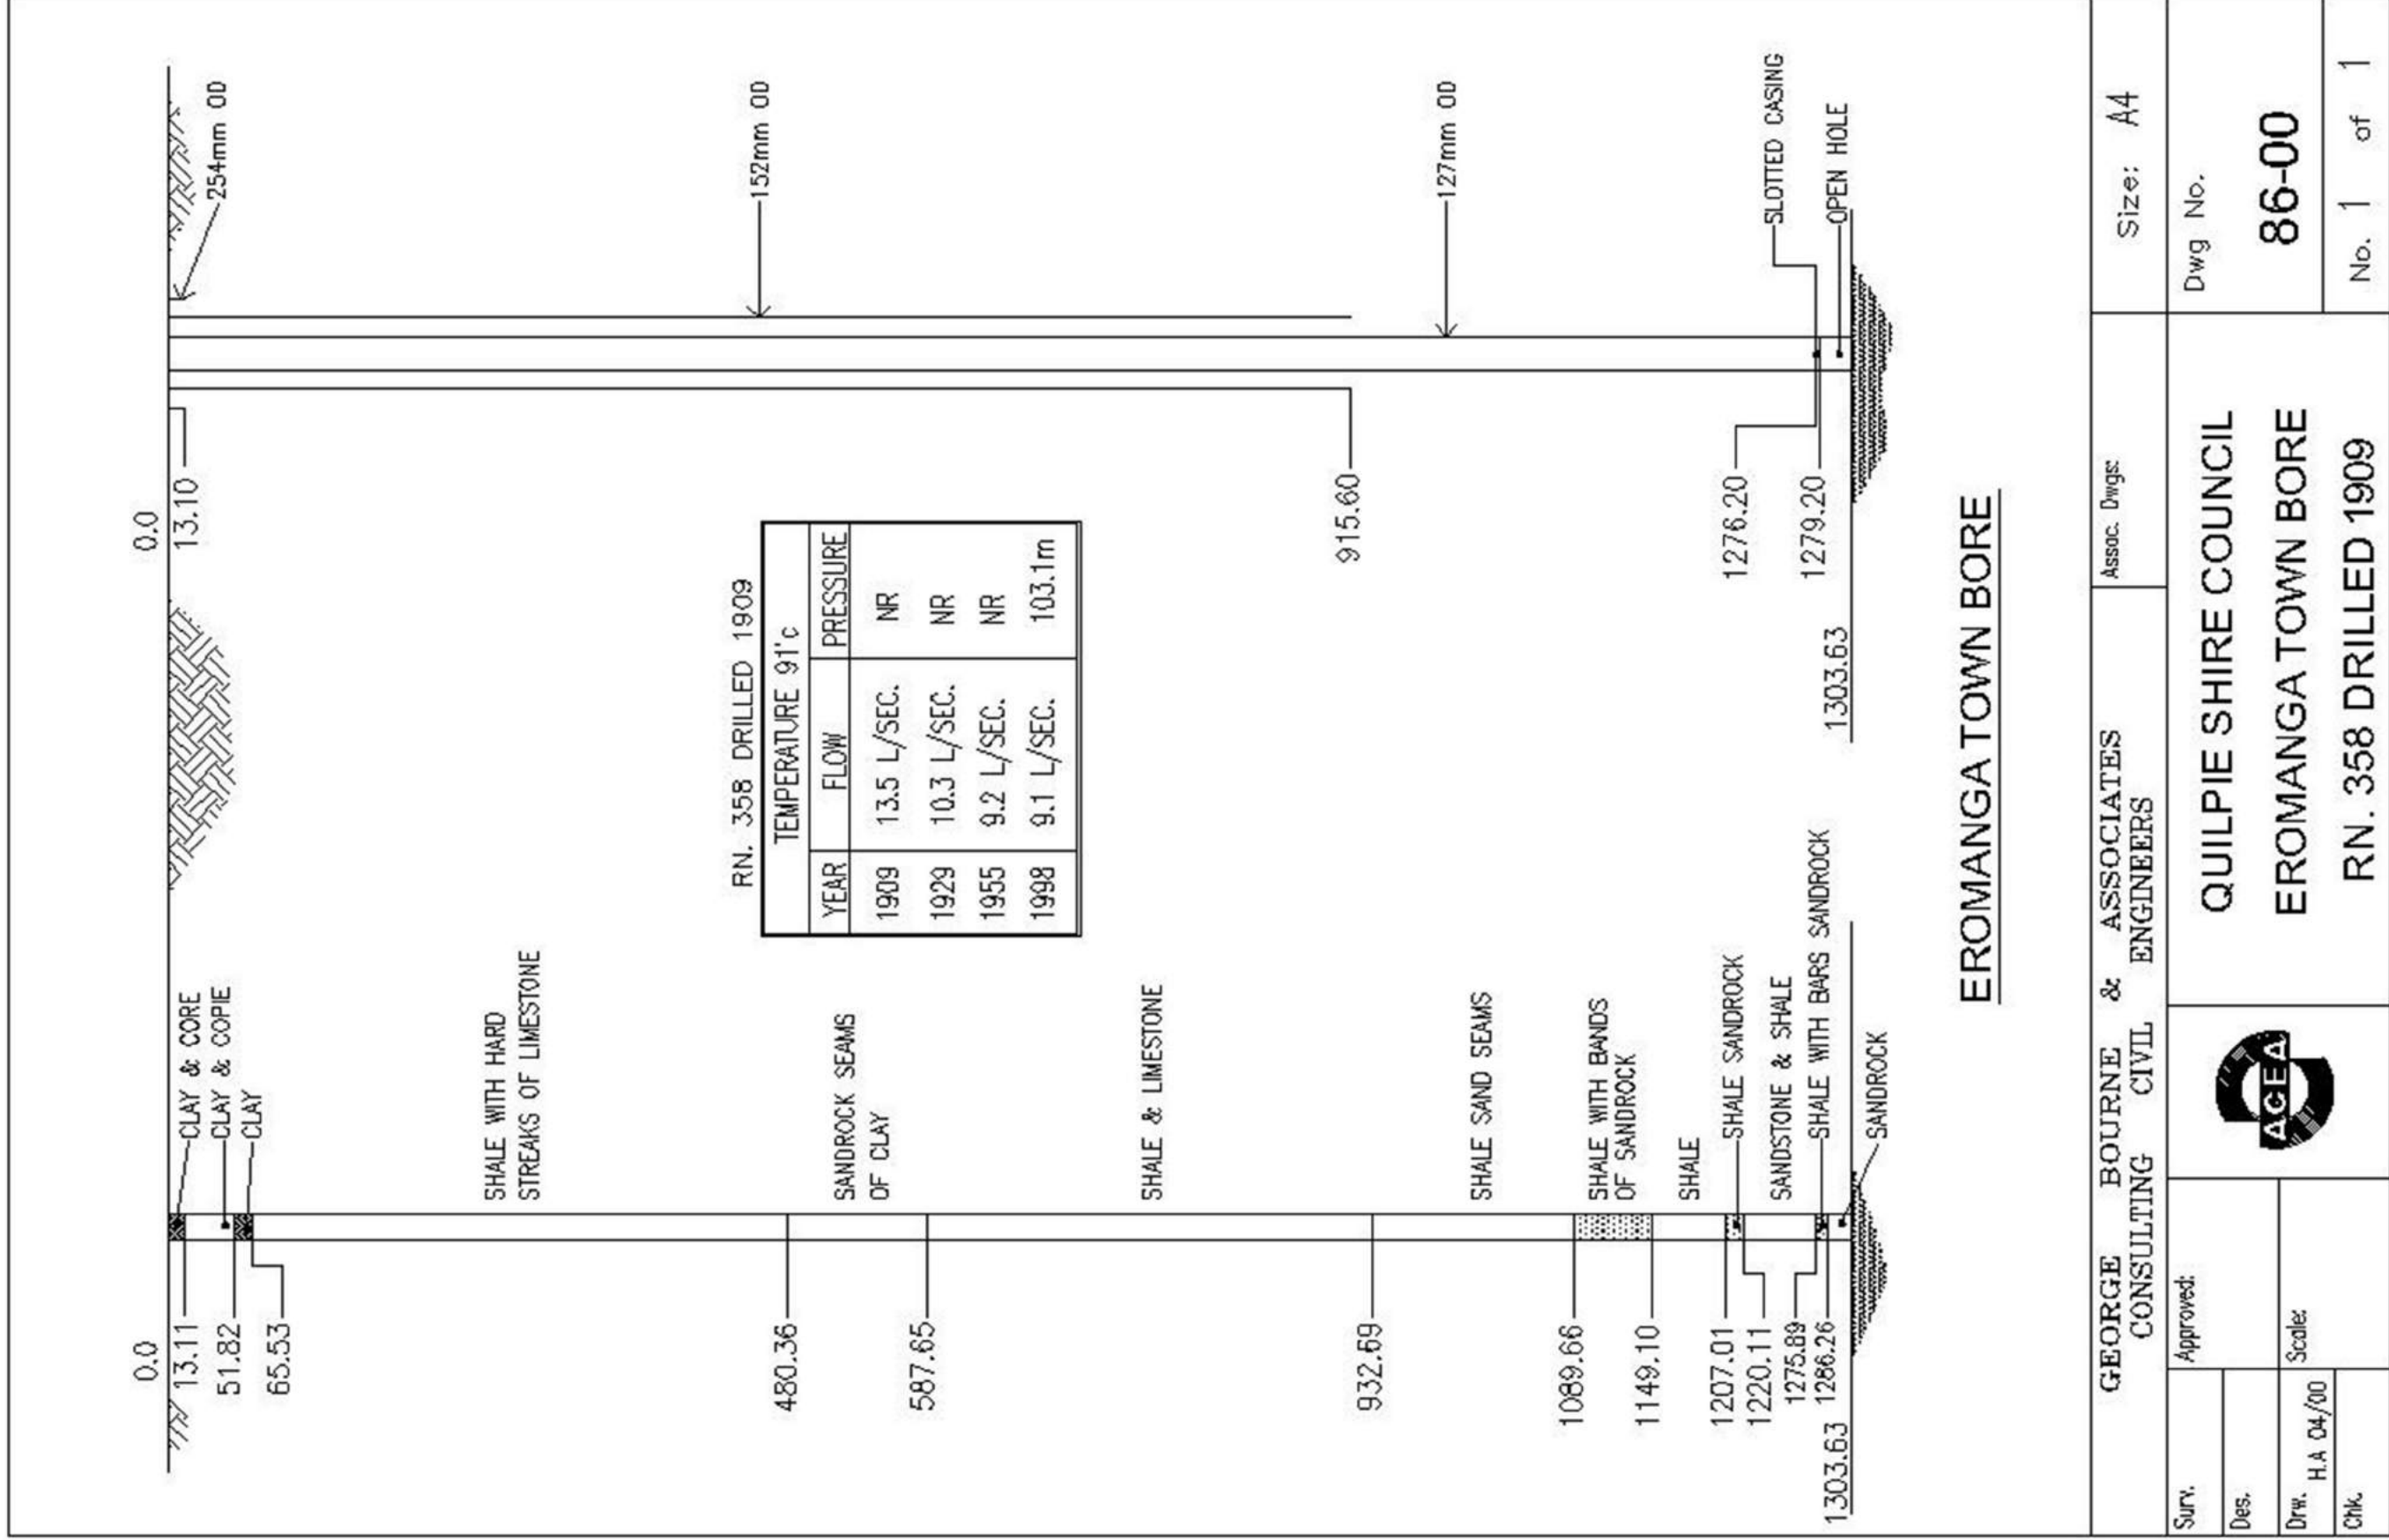 0.0
13.11
51.82
65.53
480.36
587.65
932.69
1089.66
1149.10
1207.01
1220.11
1275.89
1286.26
1303.63
CLAY & CORE
CLAY & COPIE
CLAY
SHALE WITH HARD
STREAKS OF LIMESTONE
SANDROCK SEAMS
OF CLAY
SHALE & LIMESTONE
SHALE SAND SEAMS
SHALE WITH BANDS
OF SANDROCK
SHALE
SHALE SANDROCK
SANDSTONE & SHALE
SHALE WITH BARS SANDROCK
SANDROCK
RN. 358 DRILLED 1909
TEMPERATURE 91'c
YEAR FLOW PRESSURE
1909 13.5 L/SEC. NR
1929 10.3 L/SEC. NR
1955 9.2 L/SEC. NR
1998 9.1 L/SEC. 103.1m
0.0
13.10
915.60
1276.20
1279.20
1303.63
254mm OD
152mm OD
127mm OD
SLOTTED CASING
OPEN HOLE
EROMANGA TOWN BORE
GEORGE BOURNE & ASSOCIATES
CONSULTING CIVIL ENGINEERS
Assoc. Dwgs:
Size: A4
Surv.
Des.
Drw. H.A 04/00
Chk.
Approved:
Scale:
ACEA
QUILPIE SHIRE COUNCIL
EROMANGA TOWN BORE
RN. 358 DRILLED 1909
Dwg No.
86-00
No. 1 of 1